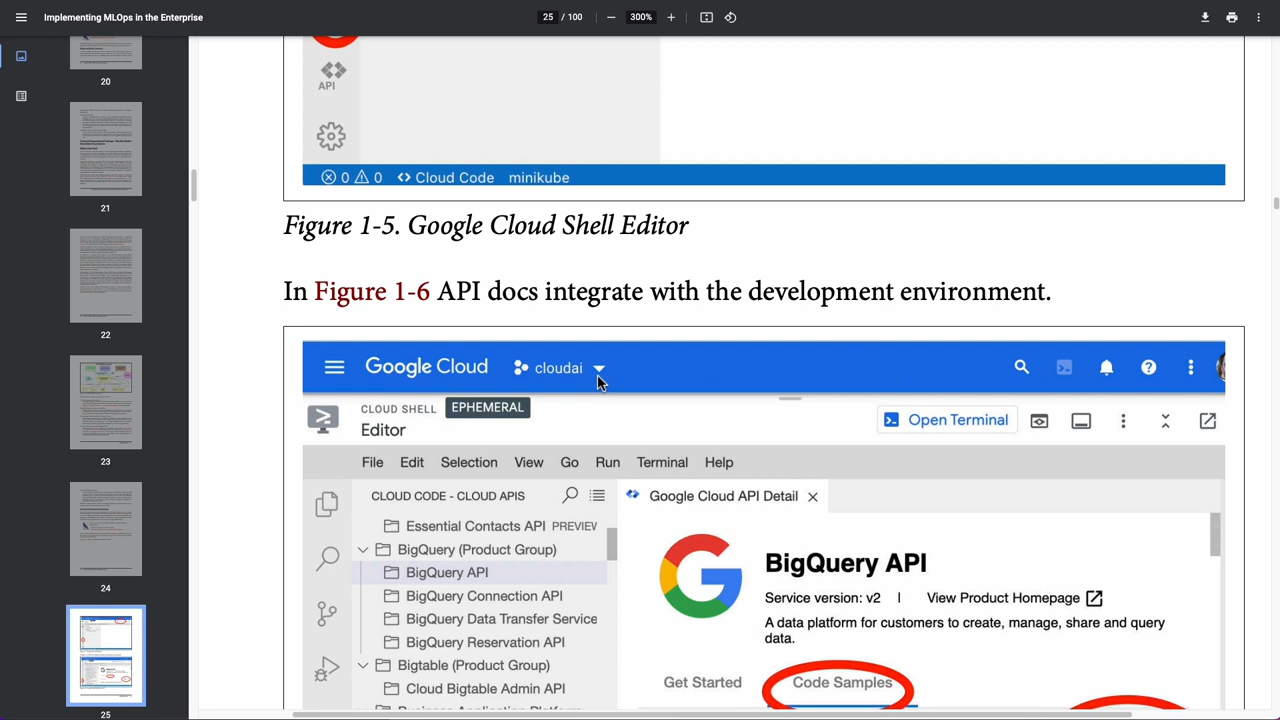 Implementing MLOps in the Enterprise
25 / 100
300%
20
21
22
23
24
25
API
0 0 Cloud Code minikube
Figure 1-5. Google Cloud Shell Editor
In Figure 1-6 API docs integrate with the development environment.
Google Cloud cloudai
CLOUD SHELL EPHEMERAL
Editor
Open Terminal
File Edit Selection View Go Run Terminal Help
CLOUD CODE - CLOUD APIS
Google Cloud API Detail
Essential Contacts API PREVIEW
BigQuery (Product Group)
BigQuery API
BigQuery Connection API
BigQuery Data Transfer Service
BigQuery Reservation API
Bigtable (Product Group)
Cloud Bigtable Admin API
BigQuery API
Service version: v2 | View Product Homepage
A data platform for customers to create, manage, share and query
data.
Get Started Code Samples